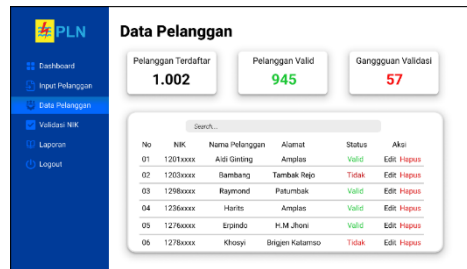 PLN
Dashboard
Input Pelanggan
Data Pelanggan
Validasi NIK
Laporan
Logout
Data Pelanggan
Pelanggan Terdaftar
1.002
Pelanggan Valid
945
Gangguan Validasi
57
Search...
No NIK Nama Pelanggan Alamat Status Aksi
01 1201xxxx Aldi Ginting Amplas Valid Edit Hapus
02 1203xxxx Bambang Tambak Rejo Tidak Edit Hapus
03 1298xxxx Raymond Patumbak Valid Edit Hapus
04 1236xxxx Harits Amplas Valid Edit Hapus
05 1276xxxx Erpindo H.M Jhoni Valid Edit Hapus
06 1278xxxx Khosyi Brigjen Katamso Tidak Edit Hapus